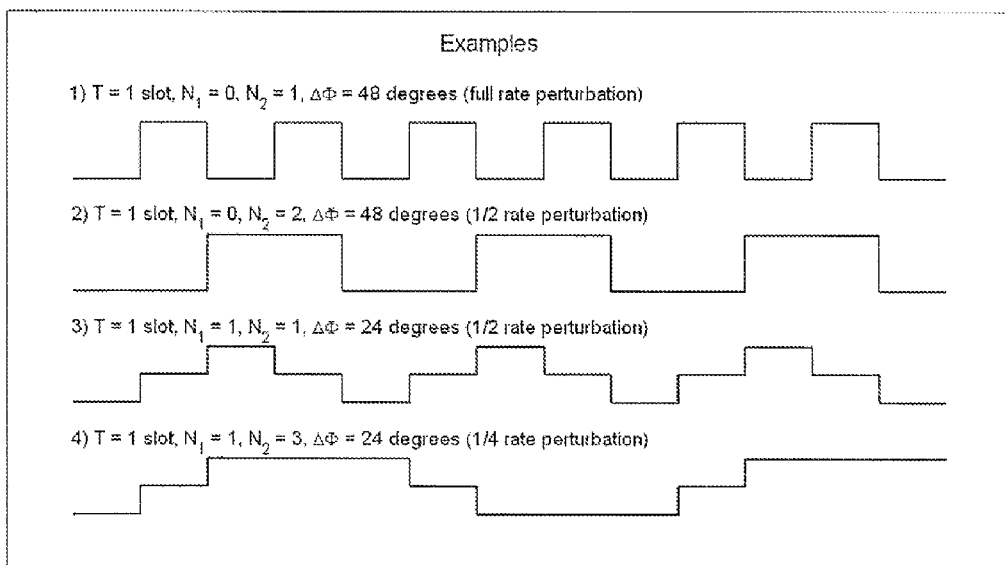 Examples
1) T = 1 slot, N₁ = 0, N₂ = 1, ΔΦ = 48 degrees (full rate perturbation)
2) T = 1 slot, N₁ = 0, N₂ = 2, ΔΦ = 48 degrees (1/2 rate perturbation)
3) T = 1 slot, N₁ = 1, N₂ = 1, ΔΦ = 24 degrees (1/2 rate perturbation)
4) T = 1 slot, N₁ = 1, N₂ = 3, ΔΦ = 24 degrees (1/4 rate perturbation)